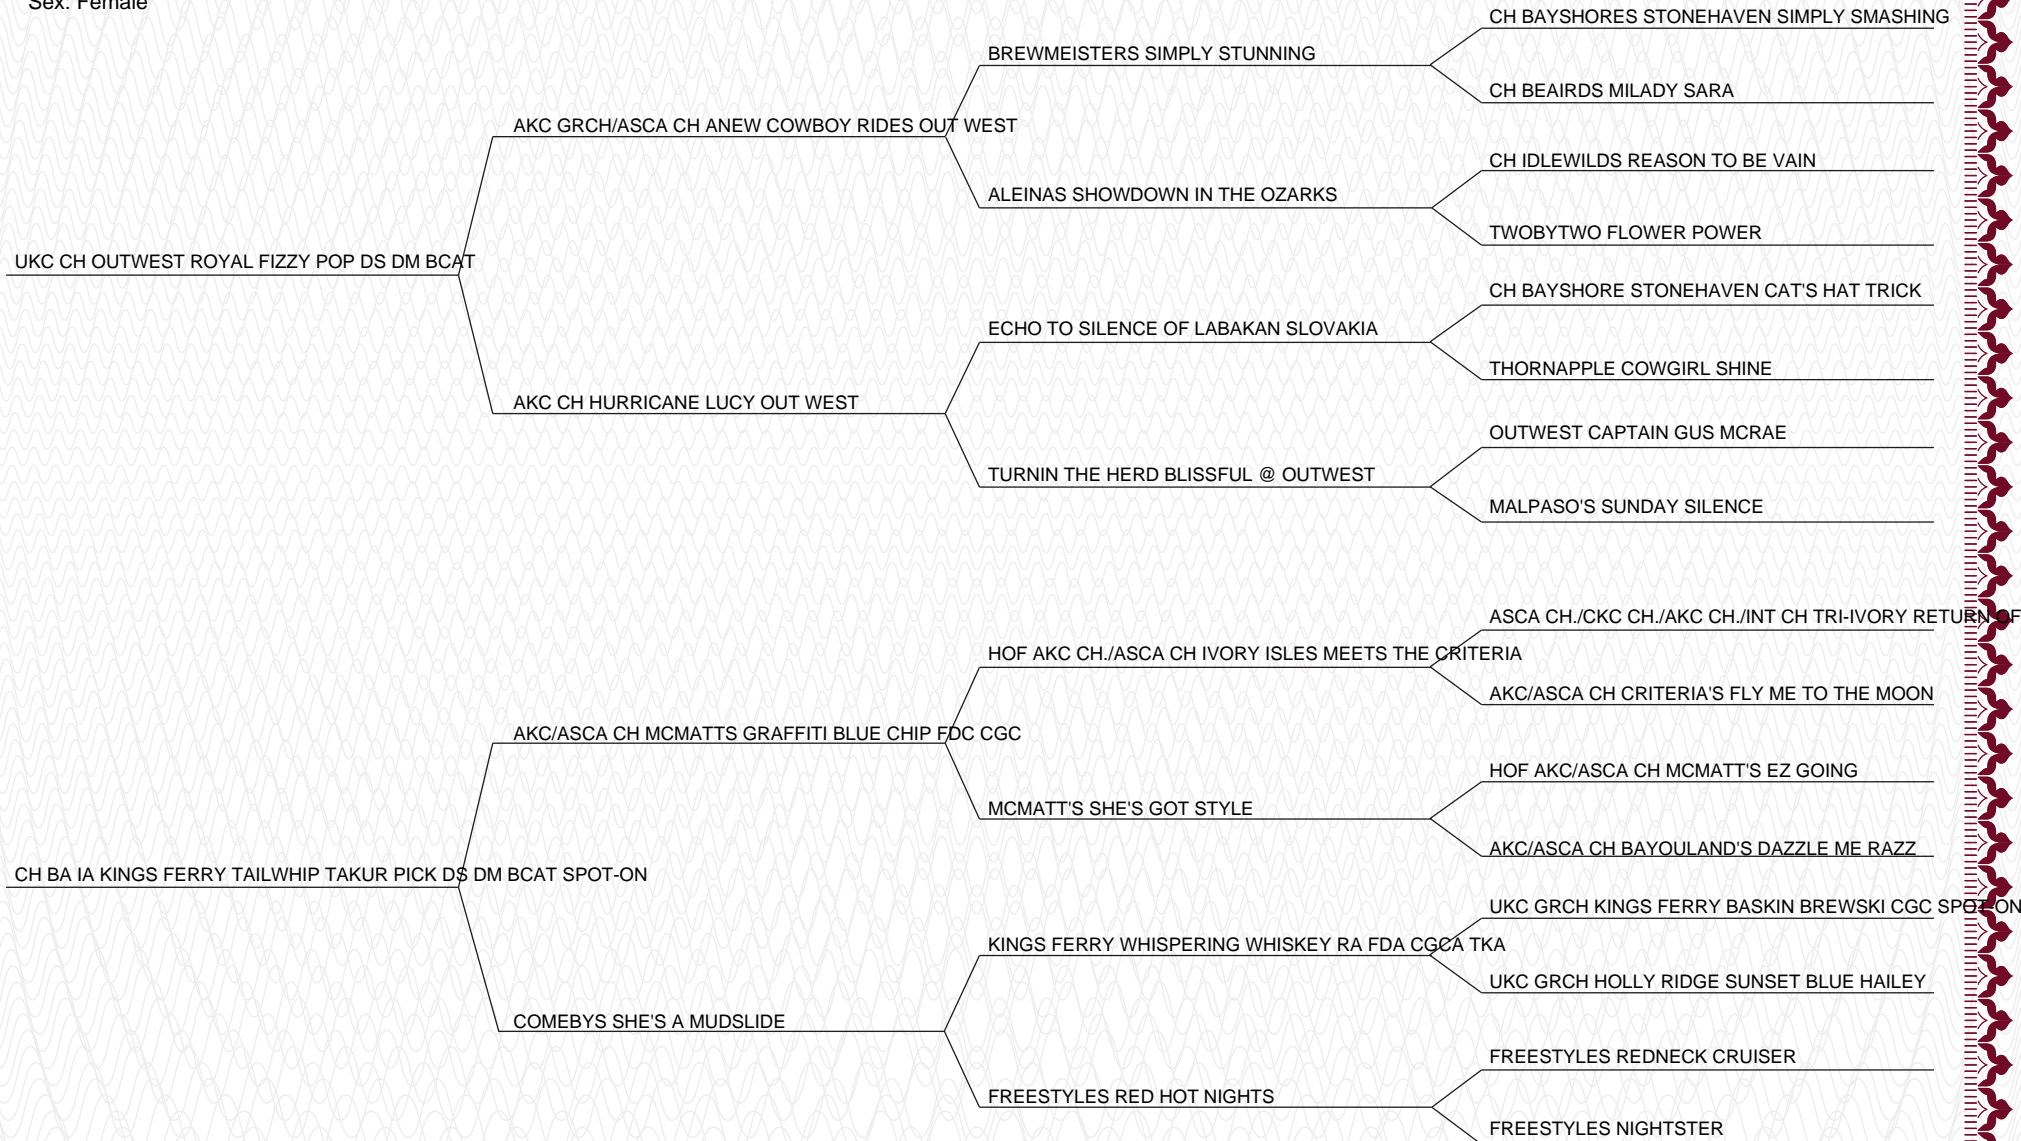 Sex: Female
CH BAYSHORES STONEHAVEN SIMPLY SMASHING
BREWMEISTERS SIMPLY STUNNING
CH BEAIRDS MILADY SARA
AKC GRCH/ASCA CH ANEW COWBOY RIDES OUT WEST
CH IDLEWILDS REASON TO BE VAIN
ALEINAS SHOWDOWN IN THE OZARKS
TWOBYTWO FLOWER POWER
UKC CH OUTWEST ROYAL FIZZY POP DS DM BCAT
CH BAYSHORE STONEHAVEN CAT'S HAT TRICK
ECHO TO SILENCE OF LABAKAN SLOVAKIA
THORNAPPLE COWGIRL SHINE
AKC CH HURRICANE LUCY OUT WEST
OUTWEST CAPTAIN GUS MCRAE
TURNIN THE HERD BLISSFUL @ OUTWEST
MALPASO'S SUNDAY SILENCE
ASCA CH./CKC CH./AKC CH./INT CH TRI-IVORY RETURN OF
HOF AKC CH./ASCA CH IVORY ISLES MEETS THE CRITERIA
AKC/ASCA CH CRITERIA'S FLY ME TO THE MOON
AKC/ASCA CH MCMATTS GRAFFITI BLUE CHIP FDC CGC
HOF AKC/ASCA CH MCMATT'S EZ GOING
MCMATT'S SHE'S GOT STYLE
AKC/ASCA CH BAYOULAND'S DAZZLE ME RAZZ
CH BA IA KINGS FERRY TAILWHIP TAKUR PICK DS DM BCAT SPOT-ON
UKC GRCH KINGS FERRY BASKIN BREWSKI CGC SPOT-ON
KINGS FERRY WHISPERING WHISKEY RA FDA CGCA TKA
UKC GRCH HOLLY RIDGE SUNSET BLUE HAILEY
COMEBYS SHE'S A MUDSLIDE
FREESTYLES REDNECK CRUISER
FREESTYLES RED HOT NIGHTS
FREESTYLES NIGHTSTER